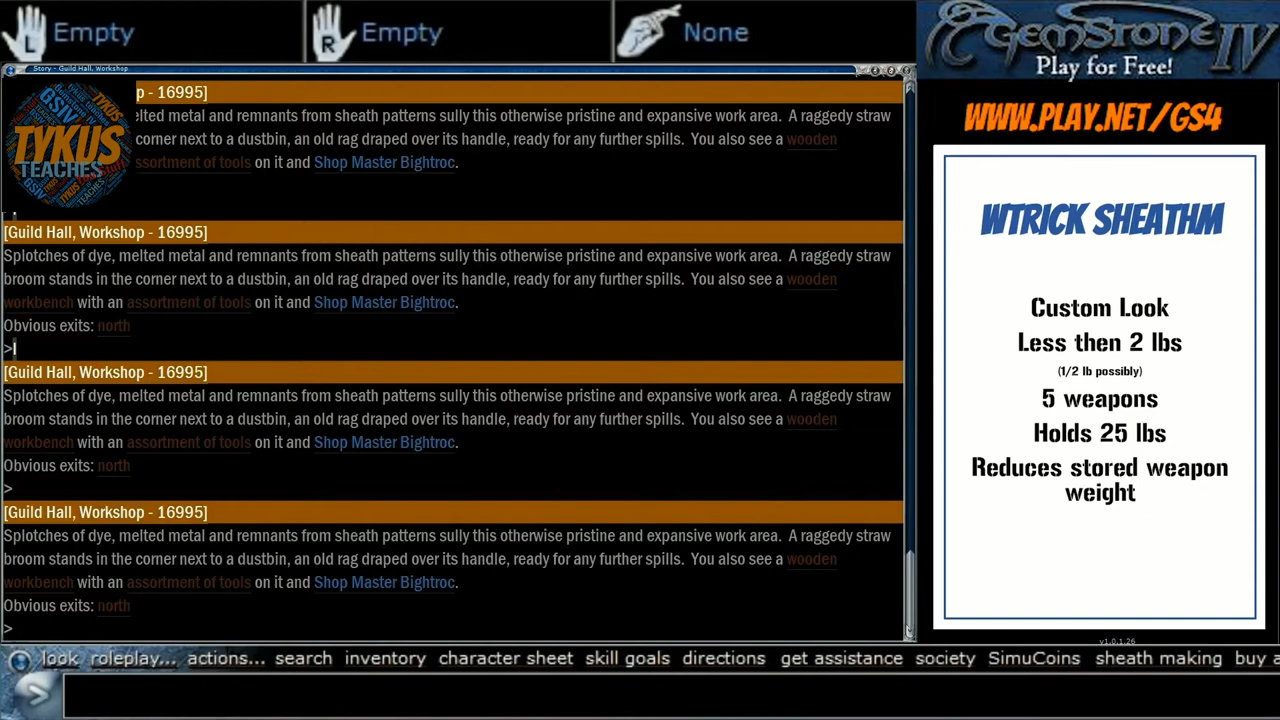 L Empty
R Empty
None
GEMSTONE IV
Play for Free!
Story - Guild Hall, Workshop
p - 16995]
elted metal and remnants from sheath patterns sully this otherwise pristine and expansive work area. A raggedy straw
corner next to a dustbin, an old rag draped over its handle, ready for any further spills. You also see a wooden
assortment of tools on it and Shop Master Bightroc.
TYKUS
TEACHES
WWW.PLAY.NET/GS4
[Guild Hall, Workshop - 16995]
Splotches of dye, melted metal and remnants from sheath patterns sully this otherwise pristine and expansive work area. A raggedy straw
broom stands in the corner next to a dustbin, an old rag draped over its handle, ready for any further spills. You also see a wooden
workbench with an assortment of tools on it and Shop Master Bightroc.
Obvious exits: north
>l
[Guild Hall, Workshop - 16995]
Splotches of dye, melted metal and remnants from sheath patterns sully this otherwise pristine and expansive work area. A raggedy straw
broom stands in the corner next to a dustbin, an old rag draped over its handle, ready for any further spills. You also see a wooden
workbench with an assortment of tools on it and Shop Master Bightroc.
Obvious exits: north
>
[Guild Hall, Workshop - 16995]
Splotches of dye, melted metal and remnants from sheath patterns sully this otherwise pristine and expansive work area. A raggedy straw
broom stands in the corner next to a dustbin, an old rag draped over its handle, ready for any further spills. You also see a wooden
workbench with an assortment of tools on it and Shop Master Bightroc.
Obvious exits: north
>
WTRICK SHEATHM
Custom Look
Less then 2 lbs
(1/2 lb possibly)
5 weapons
Holds 25 lbs
Reduces stored weapon
weight
v1.0.1.26
look roleplay... actions... search inventory character sheet skill goals directions get assistance society SimuCoins sheath making buy a
>